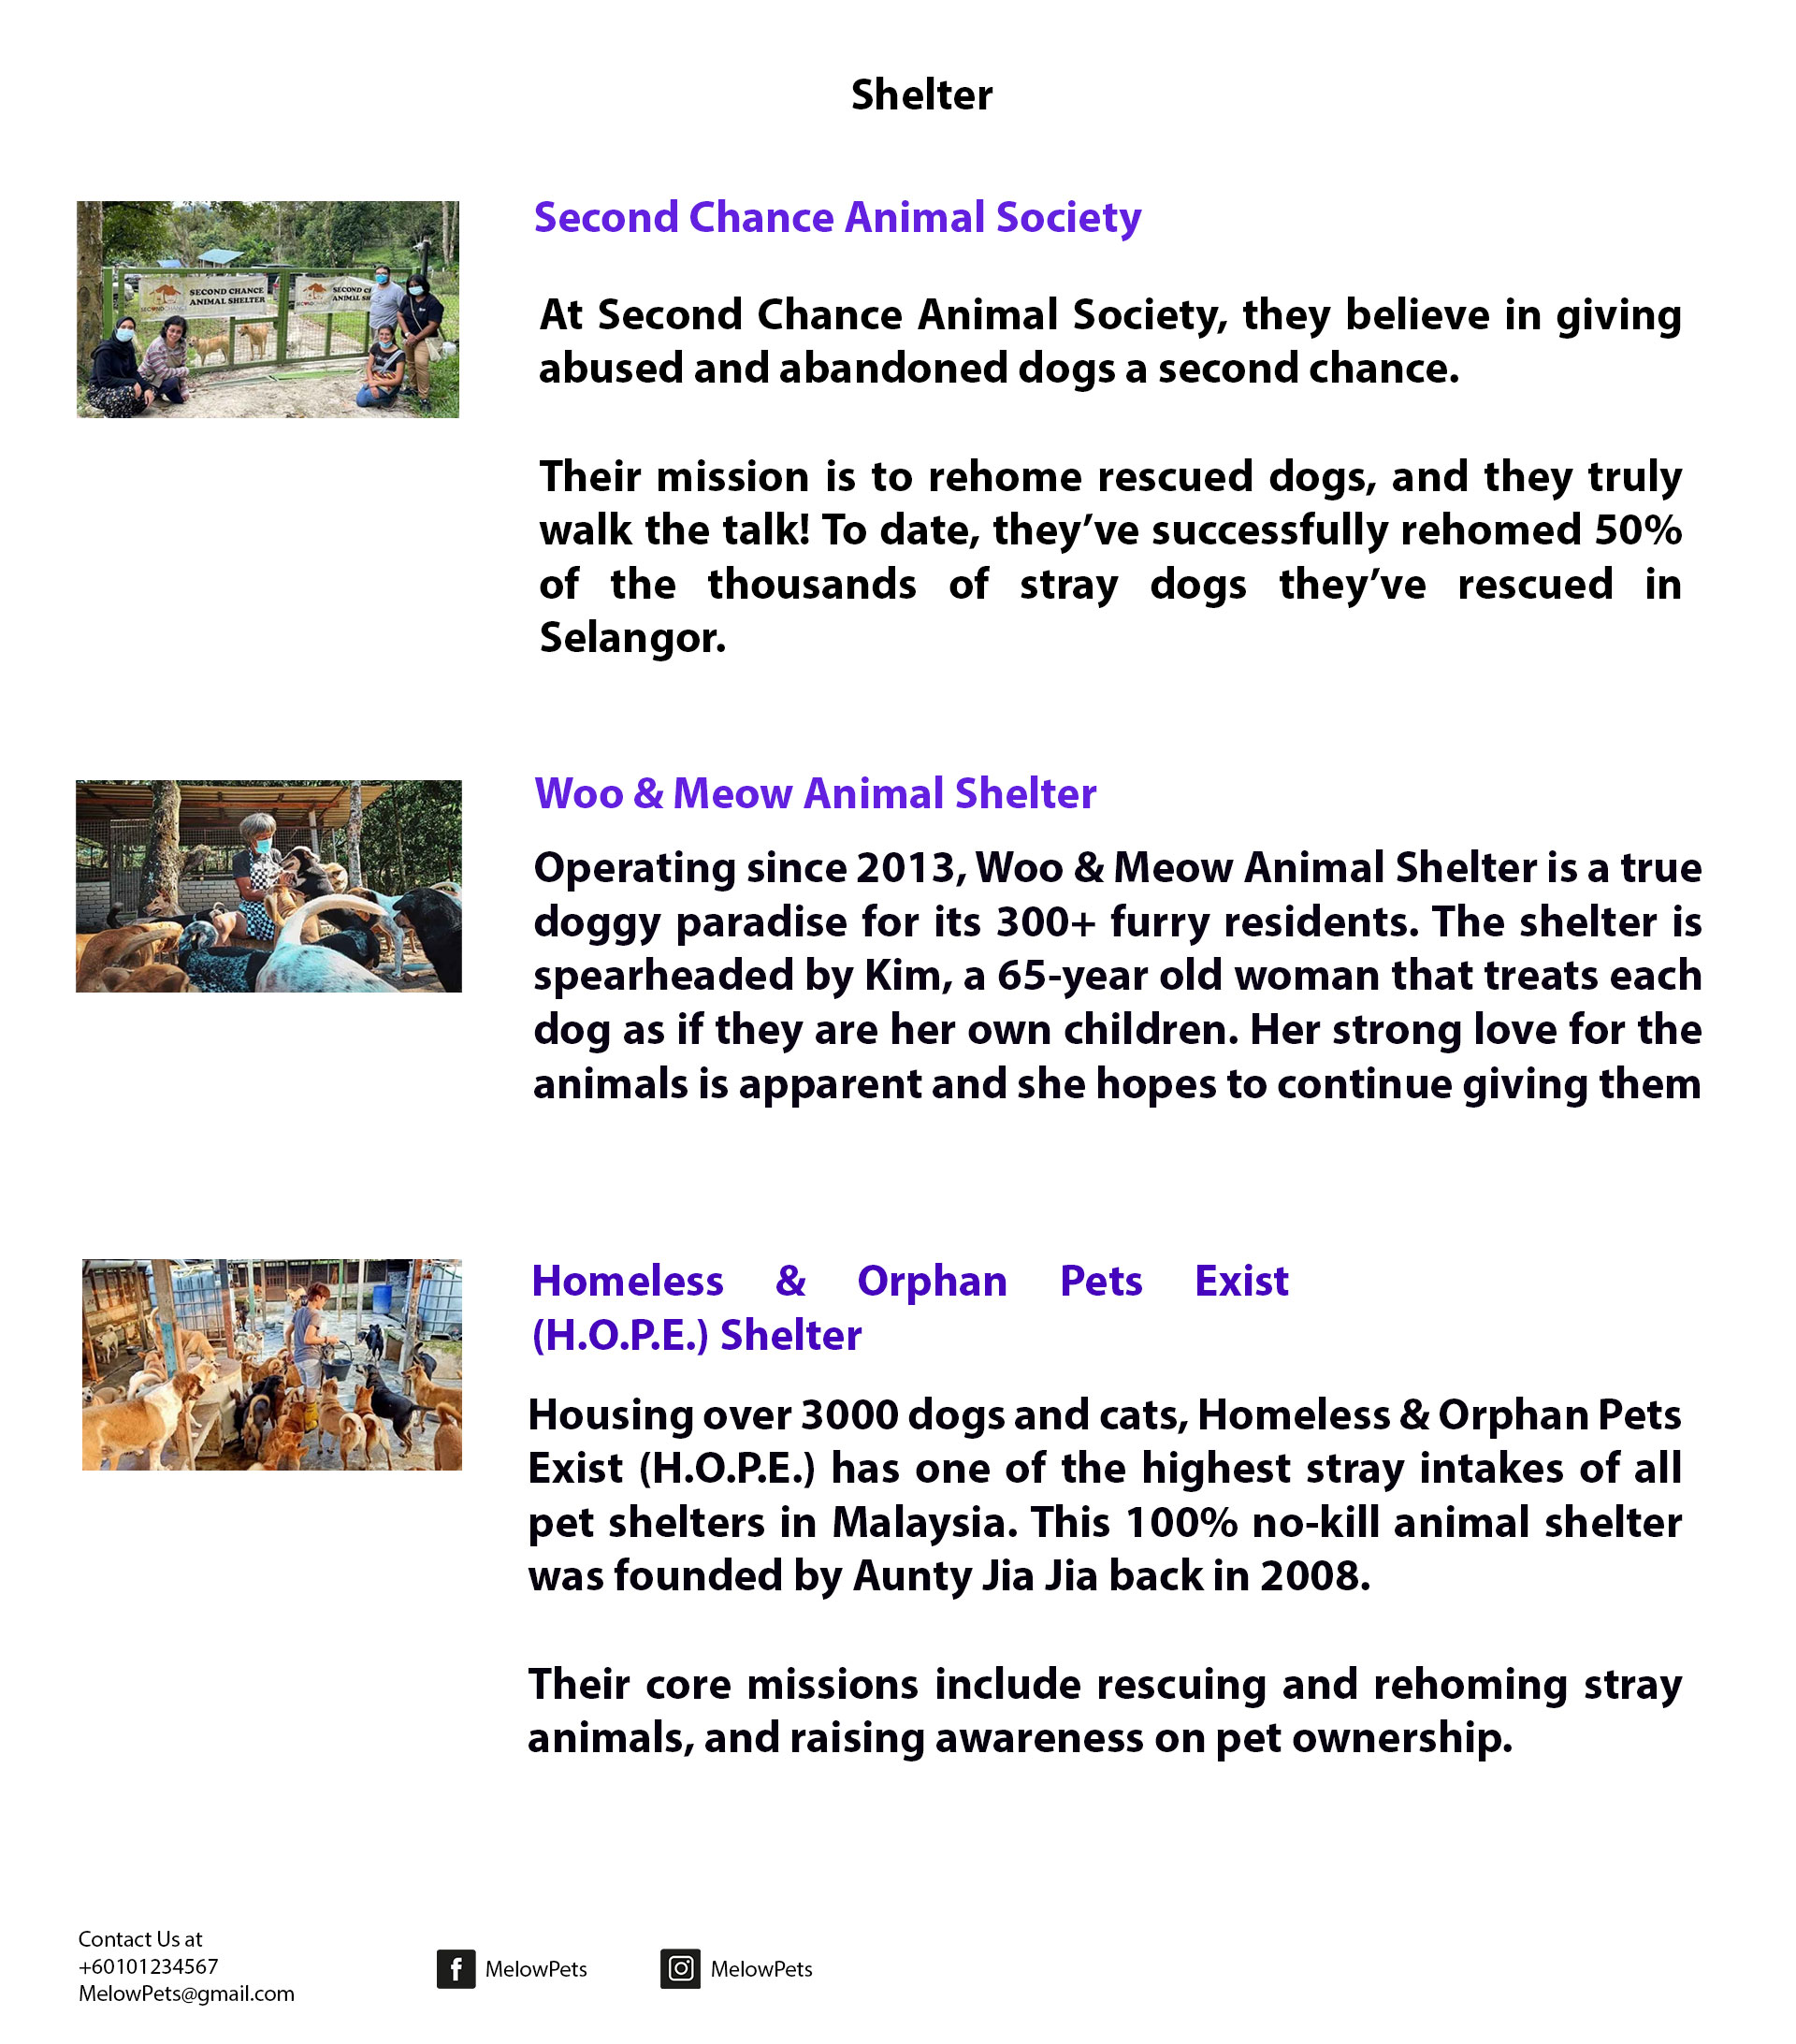 Shelter
SECOND CHANCE
ANIMAL SHELTER
SECOND CH
ANIMAL SH
Second Chance Animal Society
At Second Chance Animal Society, they believe in giving
abused and abandoned dogs a second chance.
Their mission is to rehome rescued dogs, and they truly
walk the talk! To date, they’ve successfully rehomed 50%
of the thousands of stray dogs they’ve rescued in
Selangor.
Woo & Meow Animal Shelter
Operating since 2013, Woo & Meow Animal Shelter is a true
doggy paradise for its 300+ furry residents. The shelter is
spearheaded by Kim, a 65-year old woman that treats each
dog as if they are her own children. Her strong love for the
animals is apparent and she hopes to continue giving them
Homeless & Orphan Pets Exist
(H.O.P.E.) Shelter
Housing over 3000 dogs and cats, Homeless & Orphan Pets
Exist (H.O.P.E.) has one of the highest stray intakes of all
pet shelters in Malaysia. This 100% no-kill animal shelter
was founded by Aunty Jia Jia back in 2008.
Their core missions include rescuing and rehoming stray
animals, and raising awareness on pet ownership.
Contact Us at
+60101234567
MelowPets@gmail.com
MelowPets
MelowPets